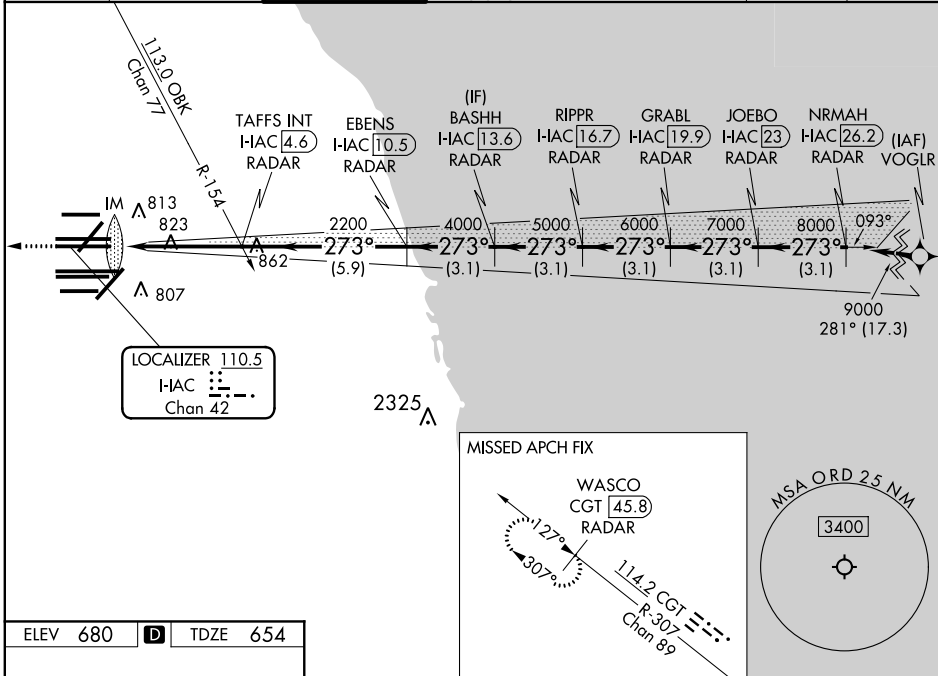 113.0 OBK
Chan 77
R-154
TAFFS INT
I-IAC 4.6
RADAR
EBENS
I-IAC 10.5
RADAR
(IF)
BASHH
I-IAC 13.6
RADAR
RIPPR
I-IAC 16.7
RADAR
GRABL
I-IAC 19.9
RADAR
JOEBO
I-IAC 23
RADAR
NRMAH
I-IAC 26.2
RADAR
(IAF)
VOGLR
IM
813
823
862
807
2200
273°
(5.9)
4000
273°
(3.1)
5000
273°
(3.1)
6000
273°
(3.1)
7000
273°
(3.1)
8000
273°
(3.1)
093°
9000
281° (17.3)
LOCALIZER 110.5
I-IAC
Chan 42
2325
MISSED APCH FIX
WASCO
CGT 45.8
RADAR
127°
307°
114.2 CGT
R-307
Chan 89
MSA ORD 25 NM
3400
ELEV 680 D TDZE 654